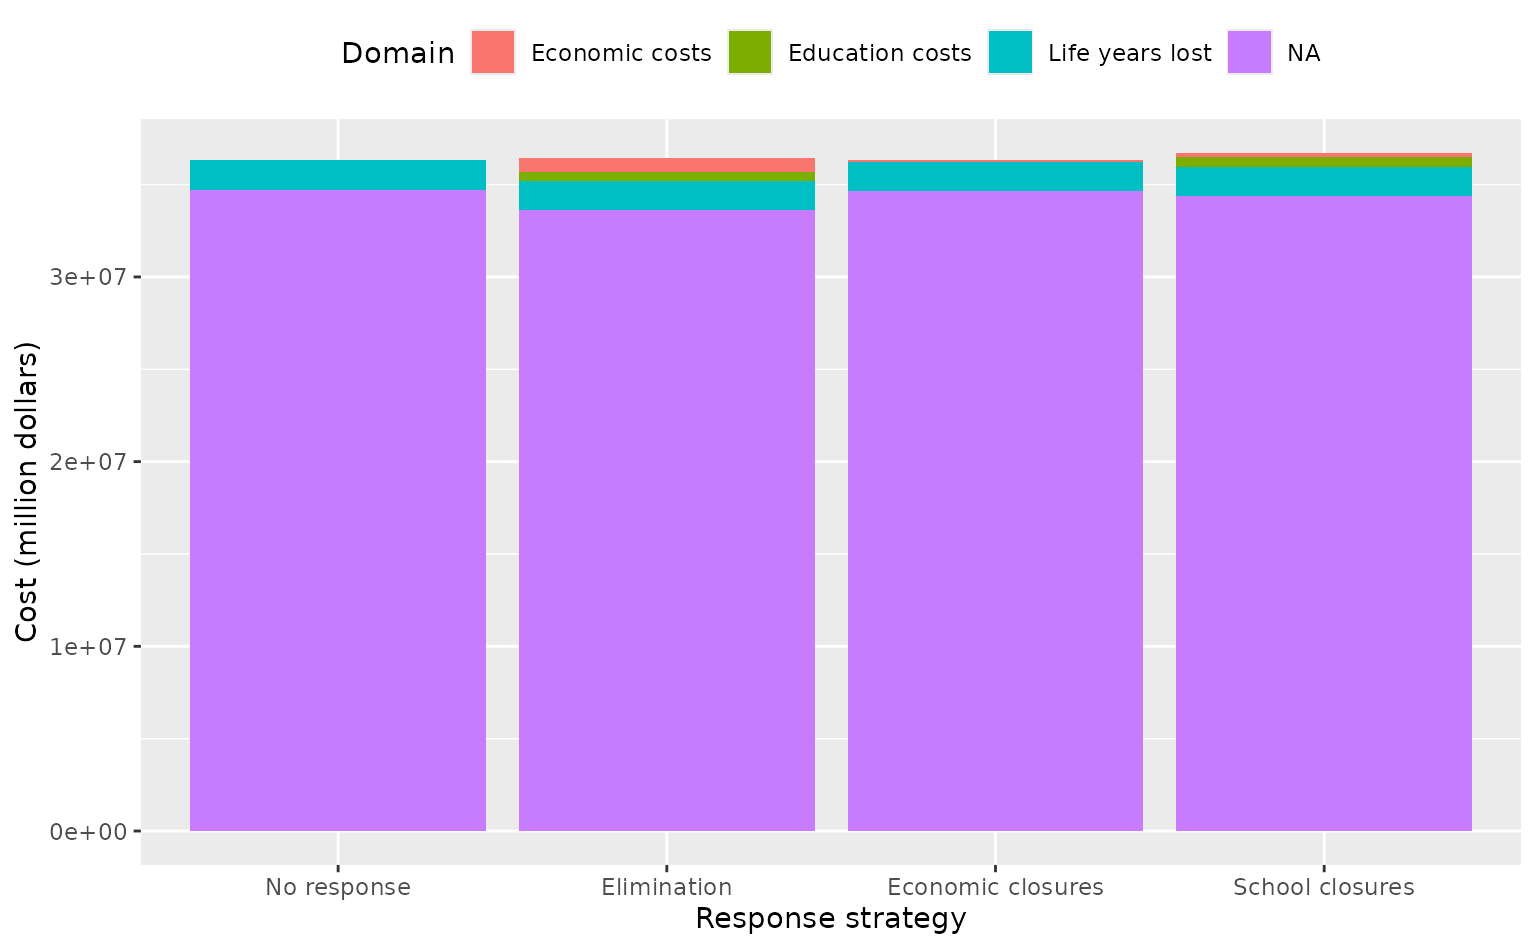 Domain Economic costs Education costs Life years lost NA
Cost (million dollars)
3e+07
2e+07
1e+07
0e+00
No response Elimination Economic closures School closures
Response strategy